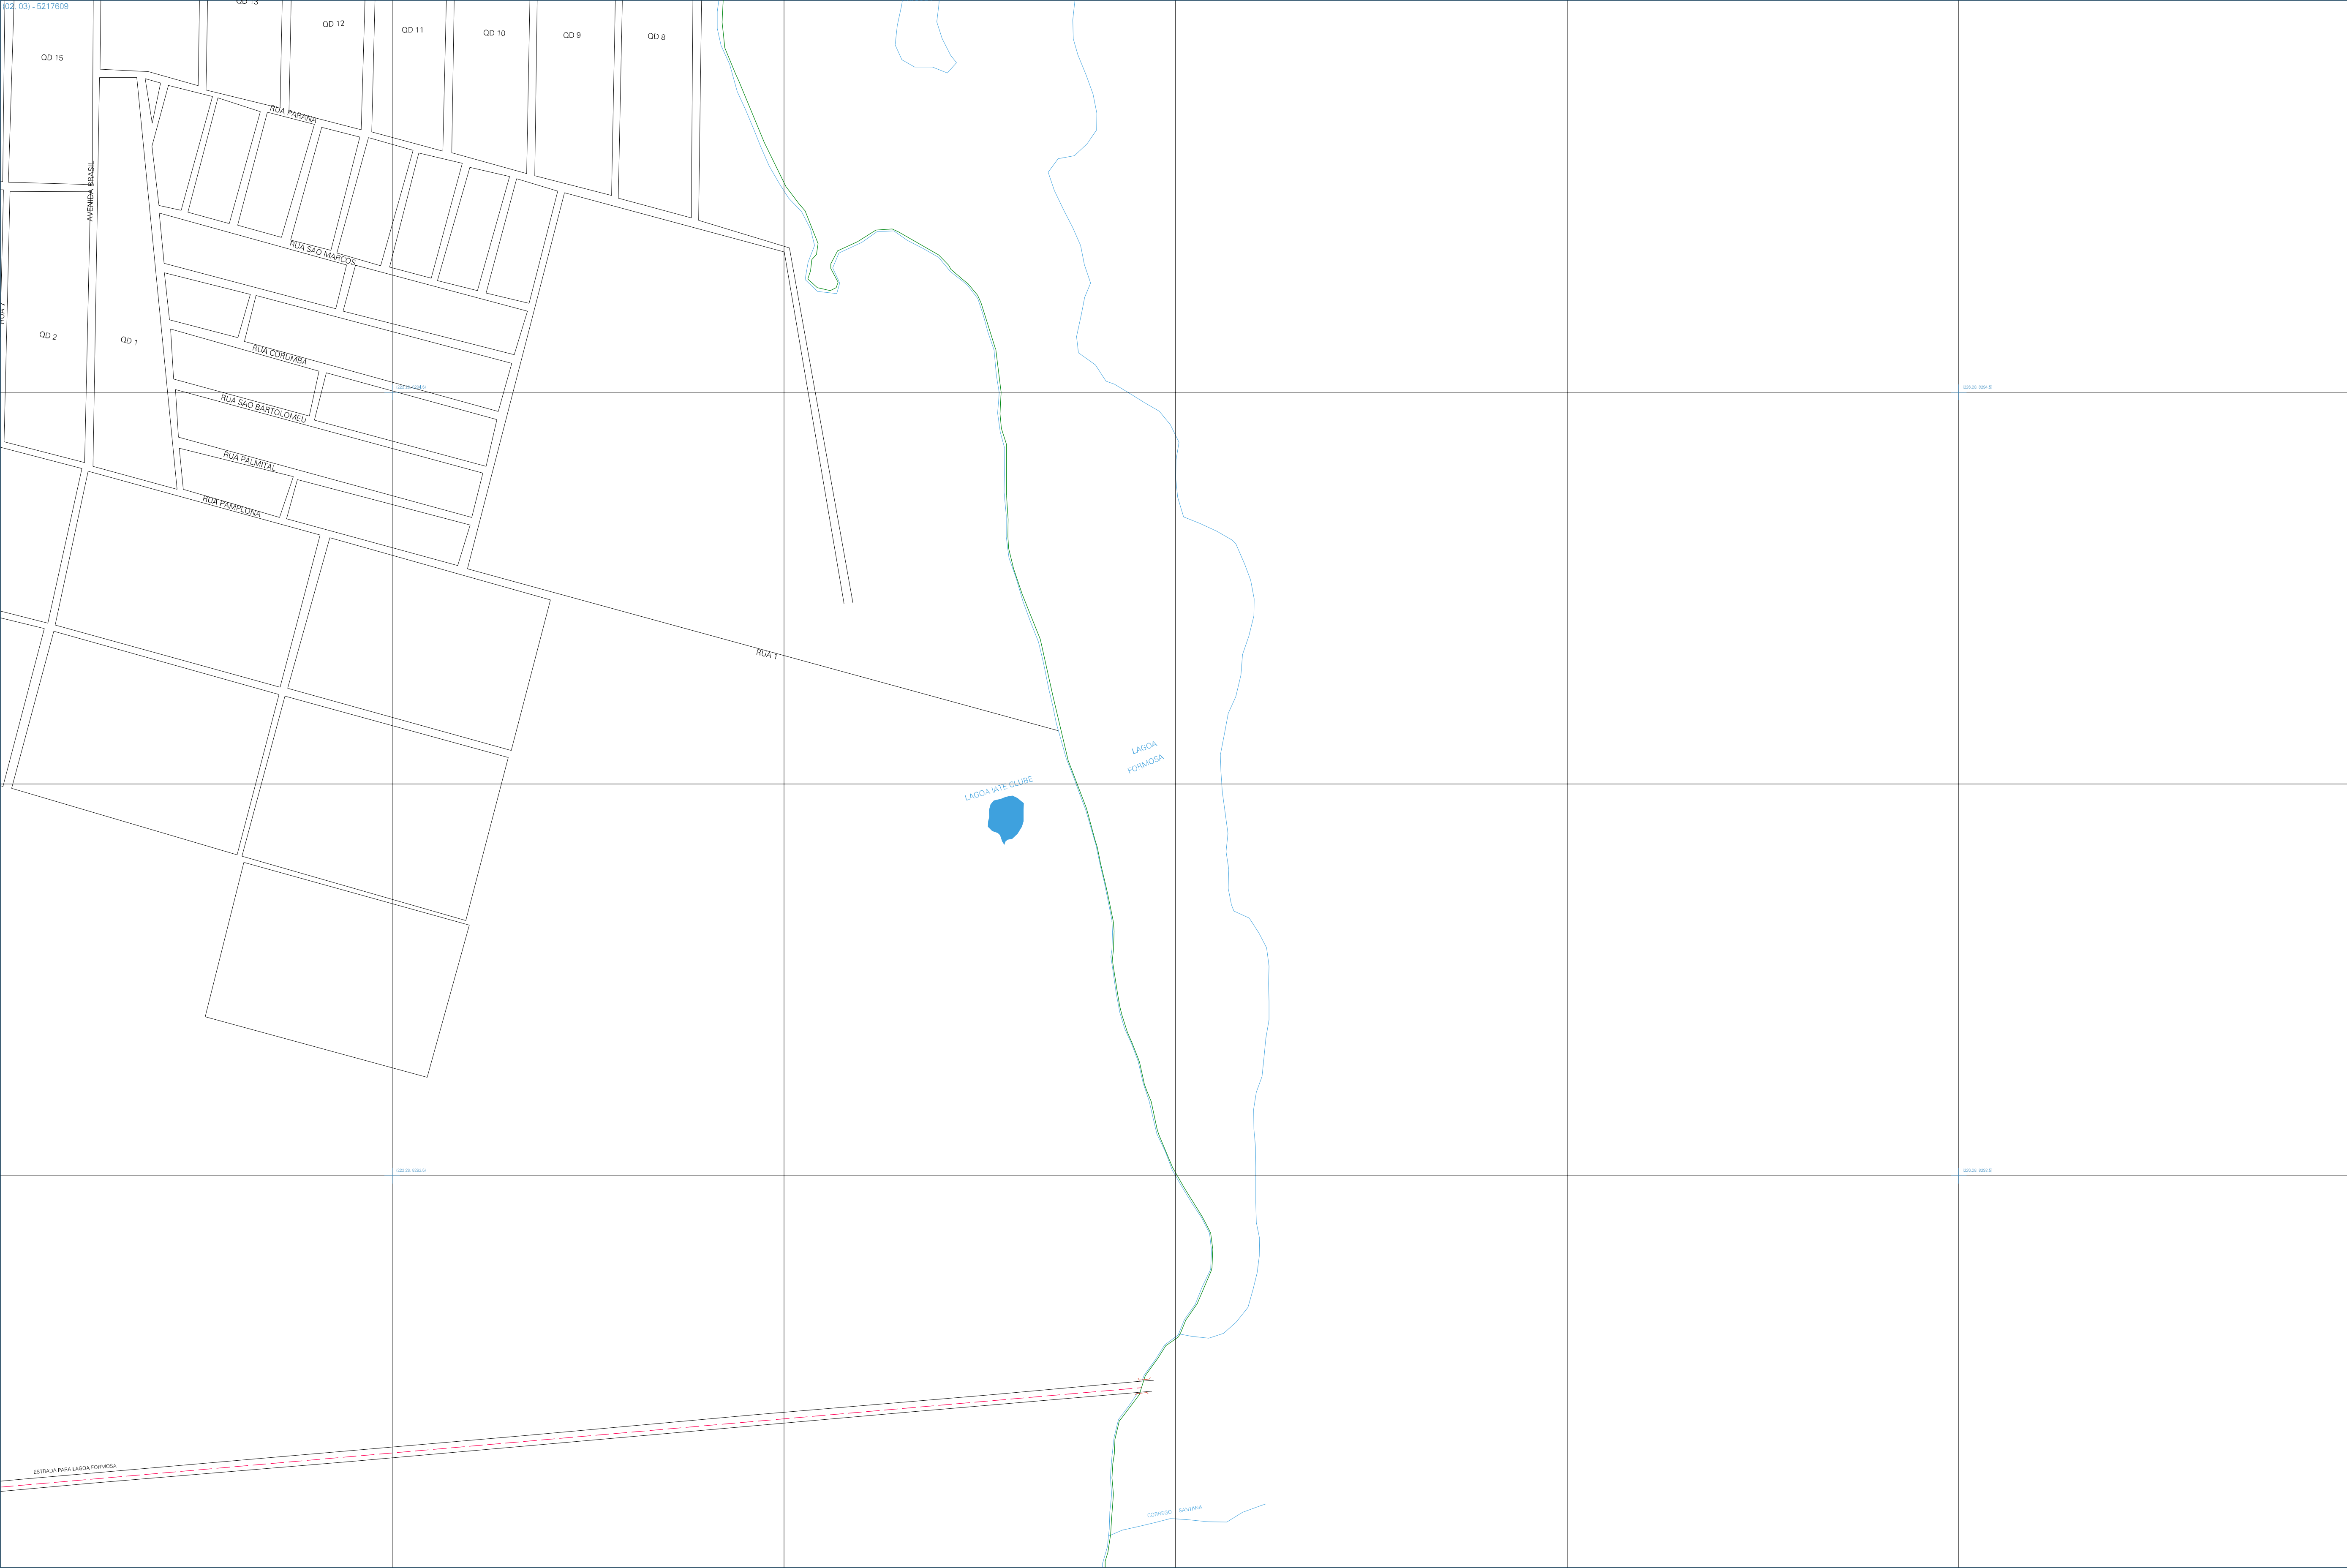 (02, 03) - 5217609
QD 12
QD 11
QD 10
QD 9
QD 8
QD 15
RUA PARANA
AVENIDA BRASIL
RUA SAO MARCOS
QD 2
QD 1
RUA CORUMBA
RUA SAO BARTOLOMEU
RUA PALMITAL
RUA PAMPLONA
RUA 1
LAGOA
FORMOSA
LAGOA IATE CLUBE
ESTRADA PARA LAGOA FORMOSA
CORREGO SANTANA